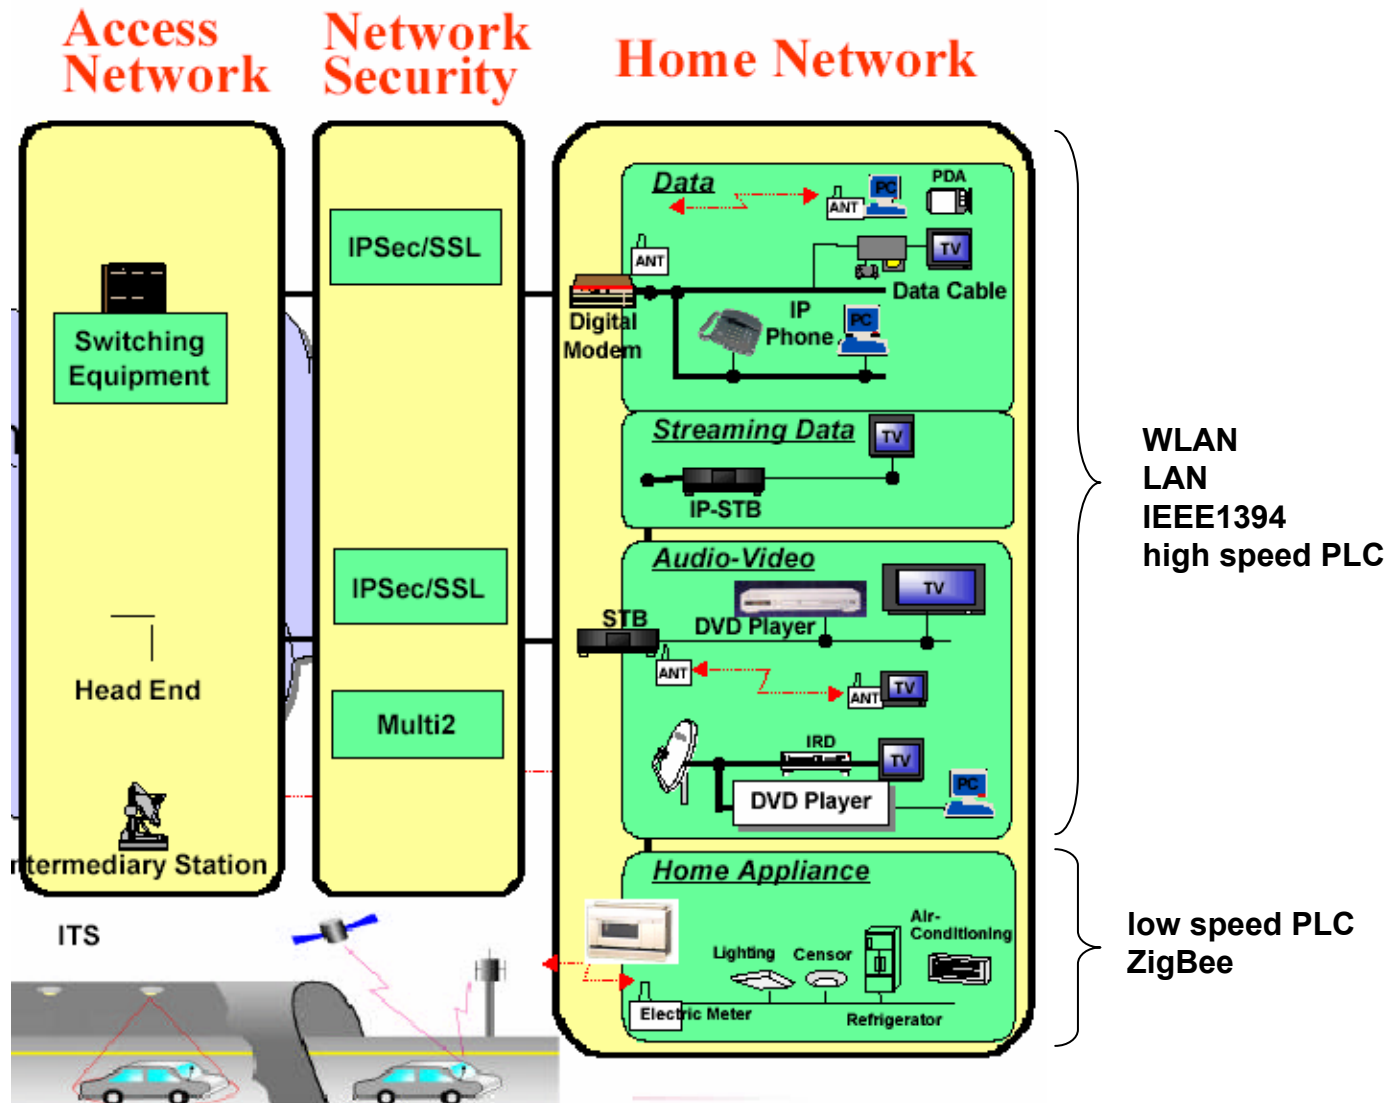 Access
Network
Network
Security
Home Network
Switching
Equipment
Head End
ntermediary Station
IPSec/SSL
IPSec/SSL
Multi2
Data
ANT
PC
PDA
ANT
TV
Data Cable
Digital
Modem
IP
Phone
PC
Streaming Data
TV
IP-STB
Audio-Video
TV
STB
DVD Player
ANT
ANT
TV
IRD
TV
DVD Player
PC
Home Appliance
Air-
Conditioning
Lighting
Censor
Electric Meter
Refrigerator
WLAN
LAN
IEEE1394
high speed PLC
low speed PLC
ZigBee
ITS